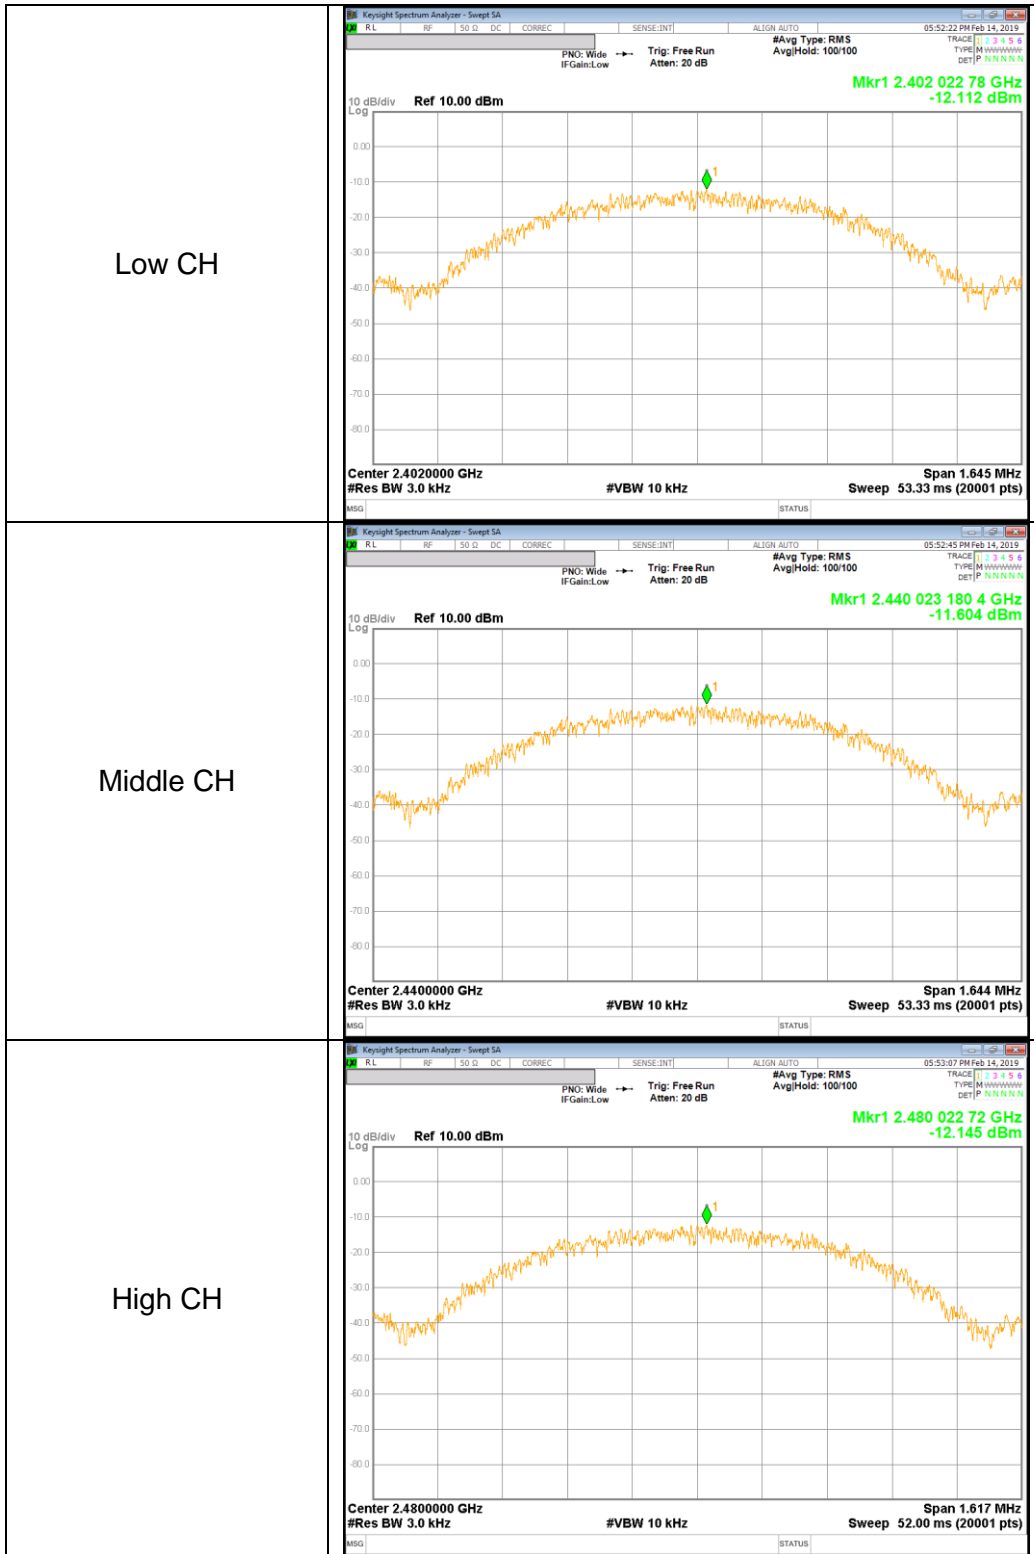 Low CH
Keysight Spectrum Analyzer - Swept SA
RL RF 50 Ω DC CORREC SENSE:INT ALIGN AUTO 05:52:22 PM Feb 14, 2019
#Avg Type: RMS TRACE 1 2 3 4 5 6
PNO: Wide Trig: Free Run Avg|Hold: 100/100 TYPE M WWWWW
IFGain:Low Atten: 20 dB DET P N N N N N
Mkr1 2.402 022 78 GHz
-12.112 dBm
10 dB/div Ref 10.00 dBm
Log
0.00
1
-10.0
-20.0
-30.0
-40.0
-50.0
-60.0
-70.0
-80.0
Center 2.4020000 GHz Span 1.645 MHz
#Res BW 3.0 kHz #VBW 10 kHz Sweep 53.33 ms (20001 pts)
MSG STATUS
Middle CH
Keysight Spectrum Analyzer - Swept SA
RL RF 50 Ω DC CORREC SENSE:INT ALIGN AUTO 05:52:45 PM Feb 14, 2019
#Avg Type: RMS TRACE 1 2 3 4 5 6
PNO: Wide Trig: Free Run Avg|Hold: 100/100 TYPE M WWWWW
IFGain:Low Atten: 20 dB DET P N N N N N
Mkr1 2.440 023 180 4 GHz
-11.604 dBm
10 dB/div Ref 10.00 dBm
Log
0.00
1
-10.0
-20.0
-30.0
-40.0
-50.0
-60.0
-70.0
-80.0
Center 2.4400000 GHz Span 1.644 MHz
#Res BW 3.0 kHz #VBW 10 kHz Sweep 53.33 ms (20001 pts)
MSG STATUS
High CH
Keysight Spectrum Analyzer - Swept SA
RL RF 50 Ω DC CORREC SENSE:INT ALIGN AUTO 05:53:07 PM Feb 14, 2019
#Avg Type: RMS TRACE 1 2 3 4 5 6
PNO: Wide Trig: Free Run Avg|Hold: 100/100 TYPE M WWWWW
IFGain:Low Atten: 20 dB DET P N N N N N
Mkr1 2.480 022 72 GHz
-12.145 dBm
10 dB/div Ref 10.00 dBm
Log
0.00
1
-10.0
-20.0
-30.0
-40.0
-50.0
-60.0
-70.0
-80.0
Center 2.4800000 GHz Span 1.617 MHz
#Res BW 3.0 kHz #VBW 10 kHz Sweep 52.00 ms (20001 pts)
MSG STATUS